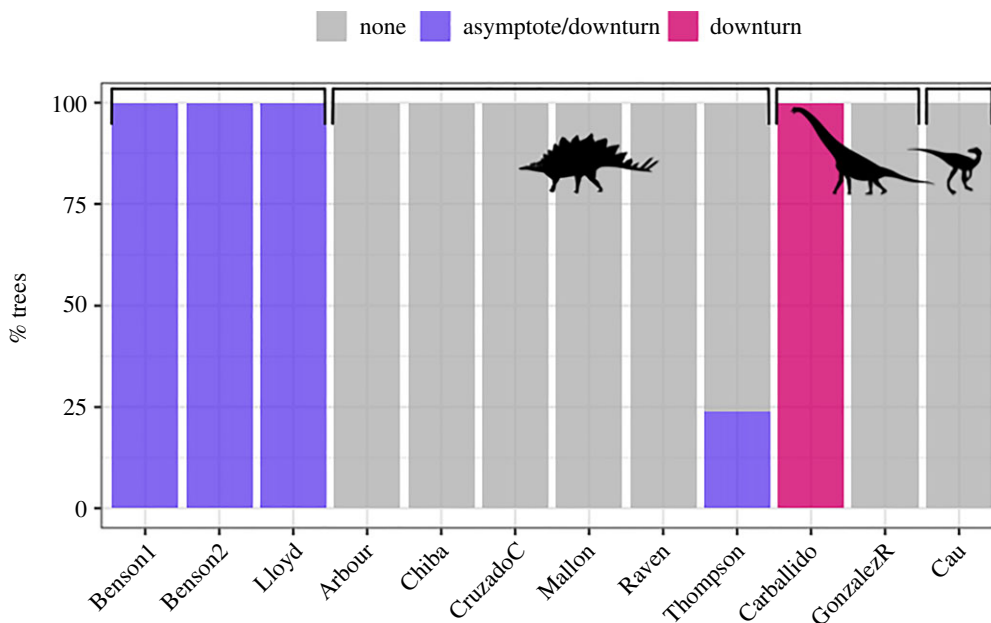 none asymptote/downturn downturn
100
75
50
25
0
% trees
Benson1 Benson2 Lloyd Arbour Chiba CruzadoC Mallon Raven Thompson Carballido GonzalezR Cau